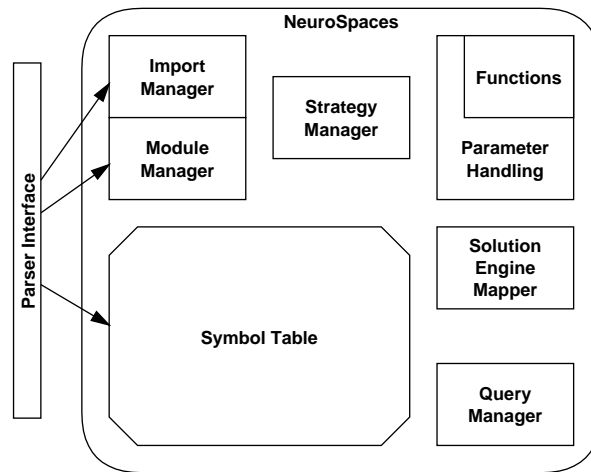 NeuroSpaces
Import
Manager
Module
Manager
Strategy
Manager
Functions
Parameter
Handling
Parser Interface
Symbol Table
Solution
Engine
Mapper
Query
Manager